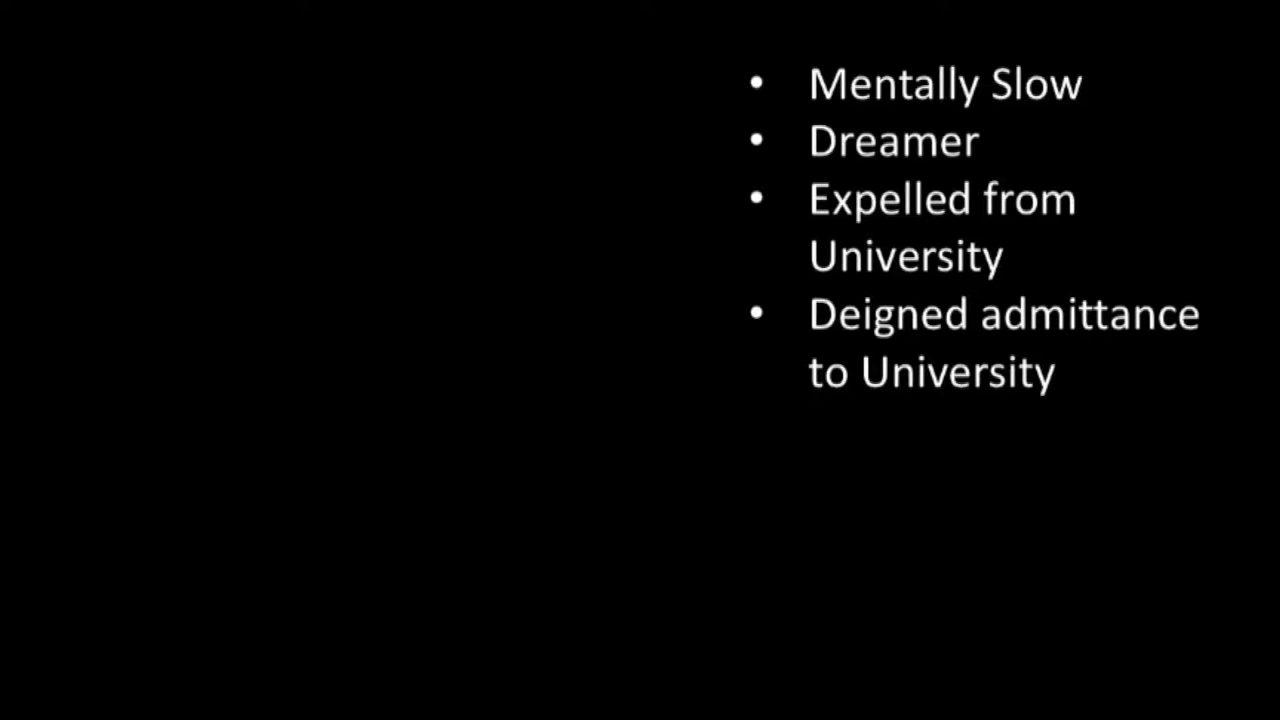 • Mentally Slow
• Dreamer
• Expelled from
University
• Deigned admittance
to University